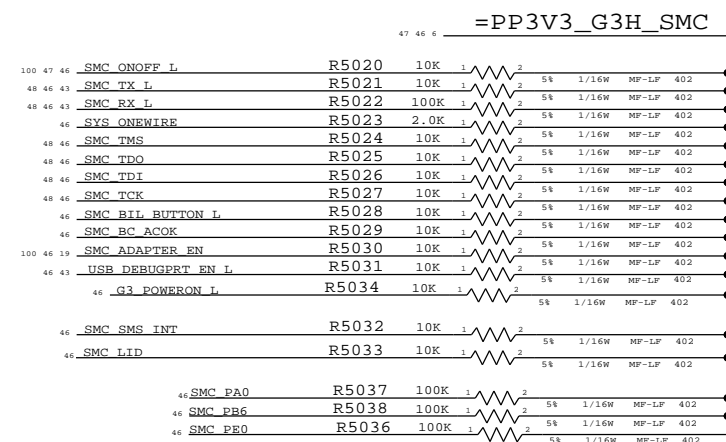 =PP3V3_G3H_SMC
47 46 6
100 47 46 SMC_ONOFF_L R5020 10K 1 2 5% 1/16W MF-LF 402
48 46 43 SMC_TX_L R5021 10K 1 2 5% 1/16W MF-LF 402
48 46 43 SMC_RX_L R5022 100K 1 2 5% 1/16W MF-LF 402
46 SYS_ONEWIRE R5023 2.0K 1 2 5% 1/16W MF-LF 402
48 46 SMC_TMS R5024 10K 1 2 5% 1/16W MF-LF 402
48 46 SMC_TDO R5025 10K 1 2 5% 1/16W MF-LF 402
48 46 SMC_TDI R5026 10K 1 2 5% 1/16W MF-LF 402
48 46 SMC_TCK R5027 10K 1 2 5% 1/16W MF-LF 402
46 SMC_BIL_BUTTON_L R5028 10K 1 2 5% 1/16W MF-LF 402
46 SMC_BC_ACOK R5029 10K 1 2 5% 1/16W MF-LF 402
100 46 19 SMC_ADAPTER_EN R5030 10K 1 2 5% 1/16W MF-LF 402
46 43 USB_DEBUGPRT_EN_L R5031 10K 1 2 5% 1/16W MF-LF 402
46 G3_POWERON_L R5034 10K 1 2 5% 1/16W MF-LF 402
46 SMC_SMS_INT R5032 10K 1 2 5% 1/16W MF-LF 402
46 SMC_LID R5033 10K 1 2 5% 1/16W MF-LF 402
46 SMC_PA0 R5037 100K 1 2 5% 1/16W MF-LF 402
46 SMC_PB6 R5038 100K 1 2 5% 1/16W MF-LF 402
46 SMC_PE0 R5036 100K 1 2 5% 1/16W MF-LF 402